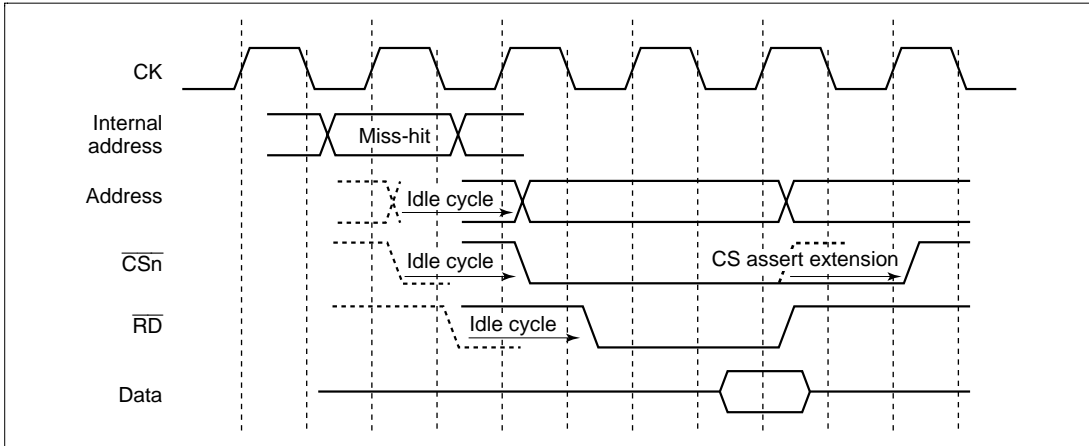 CK
Internal
address
Miss-hit
Address
Idle cycle
CSn
Idle cycle
CS assert extension
RD
Idle cycle
Data